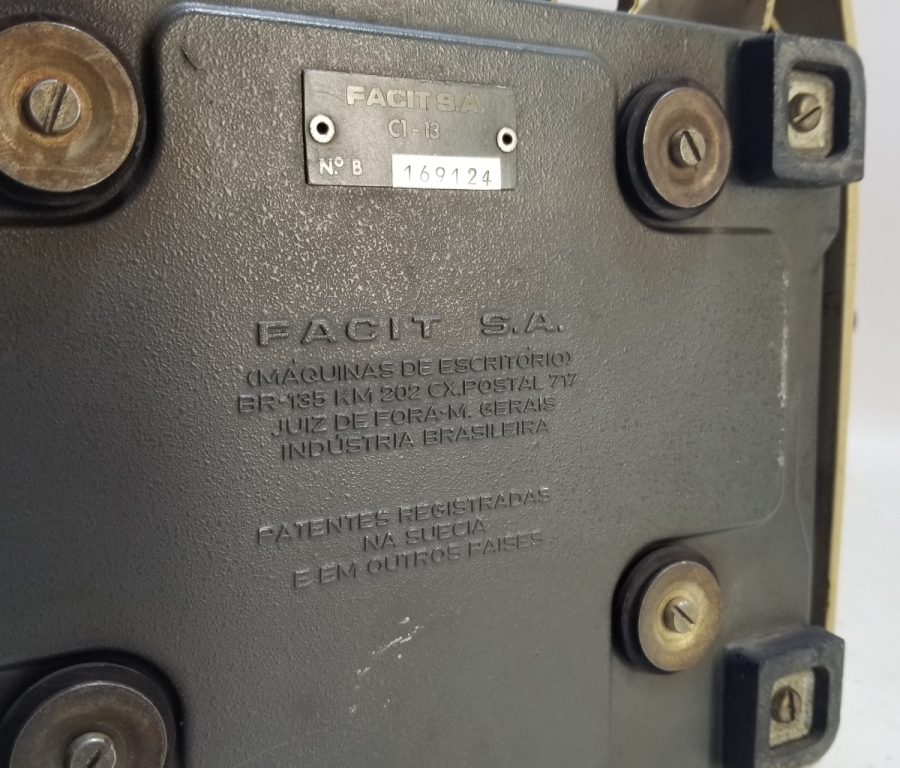 FACIT S.A.
C1-13
Nº B 169124
FACIT S.A.
(MÁQUINAS DE ESCRITÓRIO)
BR-135 KM 202 CX.POSTAL 717
JUIZ DE FORA-M. GERAIS
INDÚSTRIA BRASILEIRA
PATENTES REGISTRADAS
NA SUECIA
E EM OUTROS PAISES